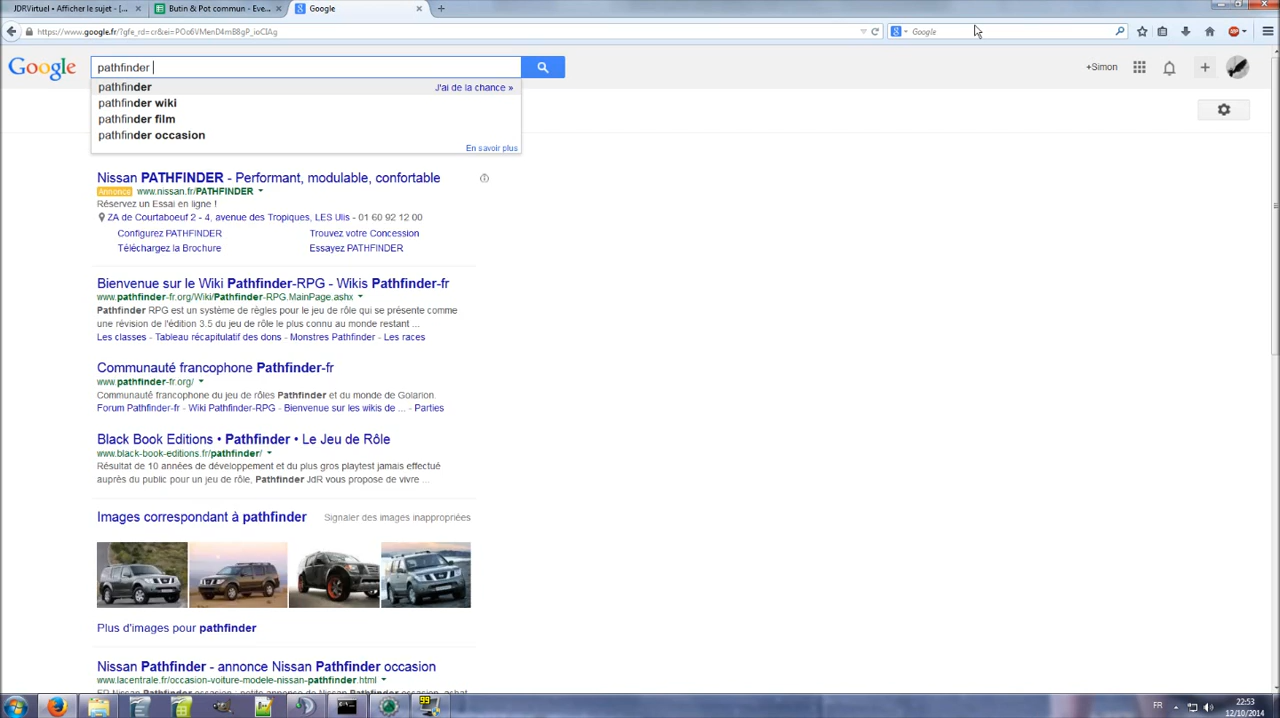 JDRVirtuel • Afficher le sujet - [...
Butin & Pot commun - Eve...
Google
https://www.google.fr/?gfe_rd=cr&ei=POo6VMenD4mB8gf_ioCIAg
Google
Google
pathfinder
+Simon
pathfinder
J'ai de la chance »
pathfinder wiki
pathfinder film
pathfinder occasion
En savoir plus
Nissan PATHFINDER - Performant, modulable, confortable
Annonce www.nissan.fr/PATHFINDER
Réservez un Essai en ligne !
ZA de Courtaboeuf 2 - 4, avenue des Tropiques, LES Ulis - 01 60 92 12 00
Configurez PATHFINDER
Trouvez votre Concession
Téléchargez la Brochure
Essayez PATHFINDER
Bienvenue sur le Wiki Pathfinder-RPG - Wikis Pathfinder-fr
www.pathfinder-fr.org/Wiki/Pathfinder-RPG.MainPage.ashx
Pathfinder RPG est un système de règles pour le jeu de rôle qui se présente comme
une révision de l'édition 3.5 du jeu de rôle le plus connu au monde restant ...
Les classes - Tableau récapitulatif des dons - Monstres Pathfinder - Les races
Communauté francophone Pathfinder-fr
www.pathfinder-fr.org/
Communauté francophone du jeu de rôles Pathfinder et du monde de Golarion.
Forum Pathfinder-fr - Wiki Pathfinder-RPG - Bienvenue sur les wikis de ... - Parties
Black Book Editions • Pathfinder • Le Jeu de Rôle
www.black-book-editions.fr/pathfinder/
Résultat de 10 années de développement et du plus gros playtest jamais effectué
auprès du public pour un jeu de rôle, Pathfinder JdR vous propose de vivre ...
Images correspondant à pathfinder
Signaler des images inappropriées
Plus d'images pour pathfinder
Nissan Pathfinder - annonce Nissan Pathfinder occasion
www.lacentrale.fr/occasion-voiture-modele-nissan-pathfinder.html
99
FR
22:53
12/10/2014